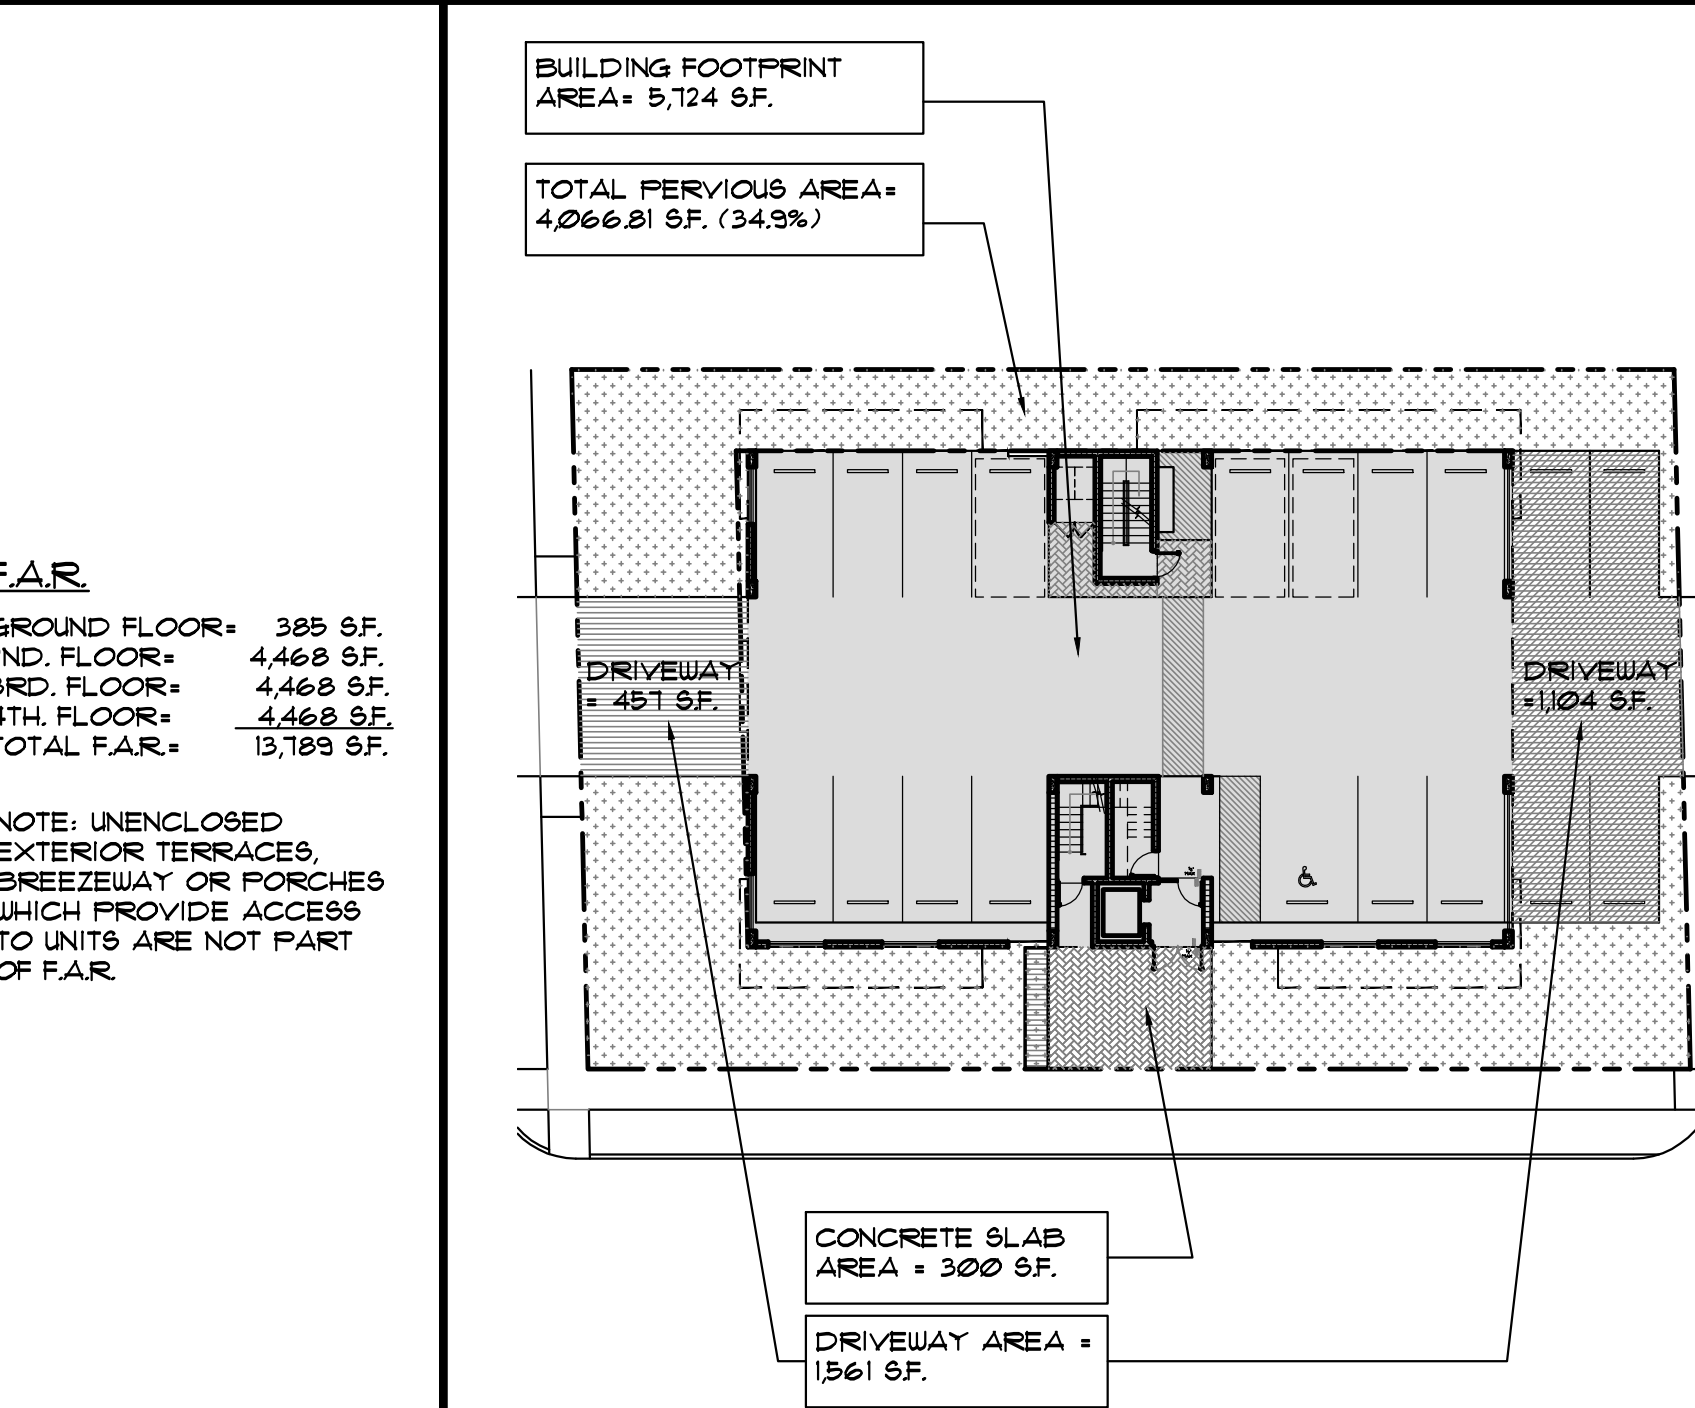 BUILDING FOOTPRINT
AREA= 5,724 S.F.
TOTAL PERVIOUS AREA=
4,066.81 S.F. (34.9%)
F.A.R.
GROUND FLOOR= 385 S.F.
ND. FLOOR= 4,468 S.F.
3RD. FLOOR= 4,468 S.F.
4TH. FLOOR= 4,468 S.F.
TOTAL F.A.R.= 13,789 S.F.
NOTE: UNENCLOSED
EXTERIOR TERRACES,
BREEZEWAY OR PORCHES
WHICH PROVIDE ACCESS
TO UNITS ARE NOT PART
OF F.A.R.
DRIVEWAY
= 457 S.F.
DRIVEWAY
=1,104 S.F.
CONCRETE SLAB
AREA = 300 S.F.
DRIVEWAY AREA =
1,561 S.F.